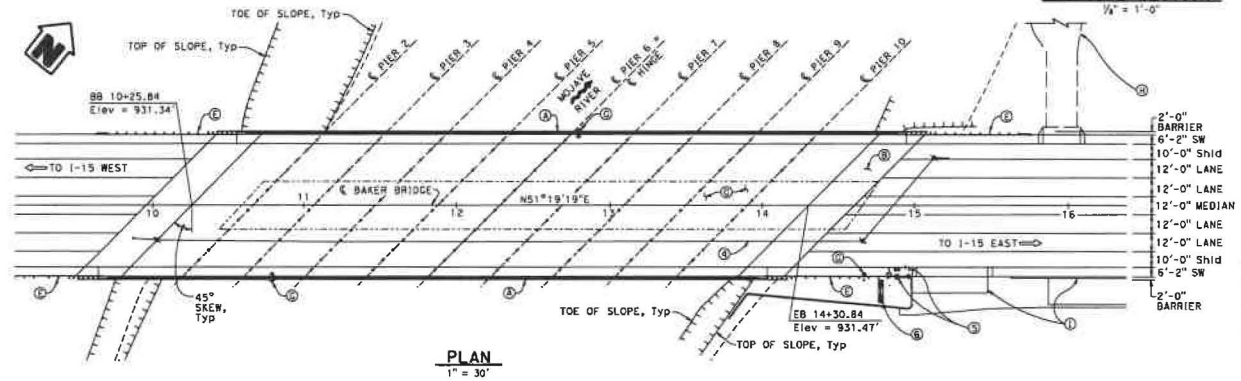 1/8" = 1'-0"
TOE OF SLOPE, Typ
TOP OF SLOPE, Typ
N
℄ PIER 2
℄ PIER 3
℄ PIER 4
℄ PIER 5
℄ PIER 6 =
℄ HINGE
℄ PIER 7
℄ PIER 8
℄ PIER 9
℄ PIER 10
MOJAVE
RIVER
BB 10+25.84
Elev = 931.34'
E
A
G
E
H
2'-0"
BARRIER
6'-2" SW
10'-0" Shld
12'-0" LANE
12'-0" LANE
12'-0" MEDIAN
12'-0" LANE
12'-0" LANE
10'-0" Shld
6'-2" SW
2'-0"
BARRIER
TO I-15 WEST
B
℄ BAKER BRIDGE
N51°19'19"E
10
11
12
13
14
15
16
4
TO I-15 EAST
E
G
A
G
E
45°
SKEW,
Typ
TOE OF SLOPE, Typ
EB 14+30.84
Elev = 931.47'
6
5
I
TOP OF SLOPE, Typ
PLAN
1" = 30'